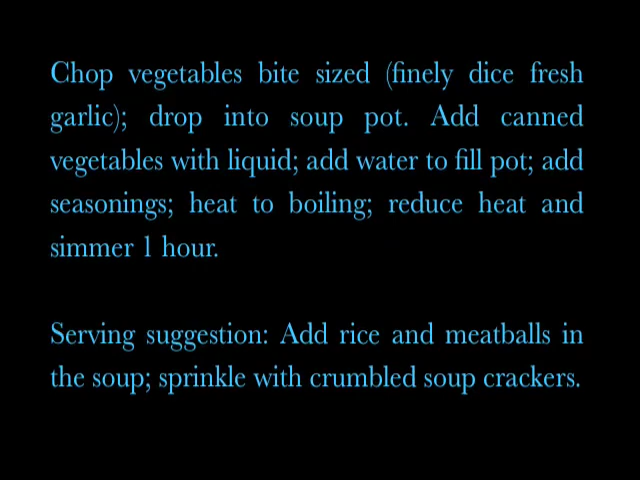 Chop vegetables bite sized (finely dice fresh
garlic); drop into soup pot. Add canned
vegetables with liquid; add water to fill pot; add
seasonings; heat to boiling; reduce heat and
simmer 1 hour.
Serving suggestion: Add rice and meatballs in
the soup; sprinkle with crumbled soup crackers.